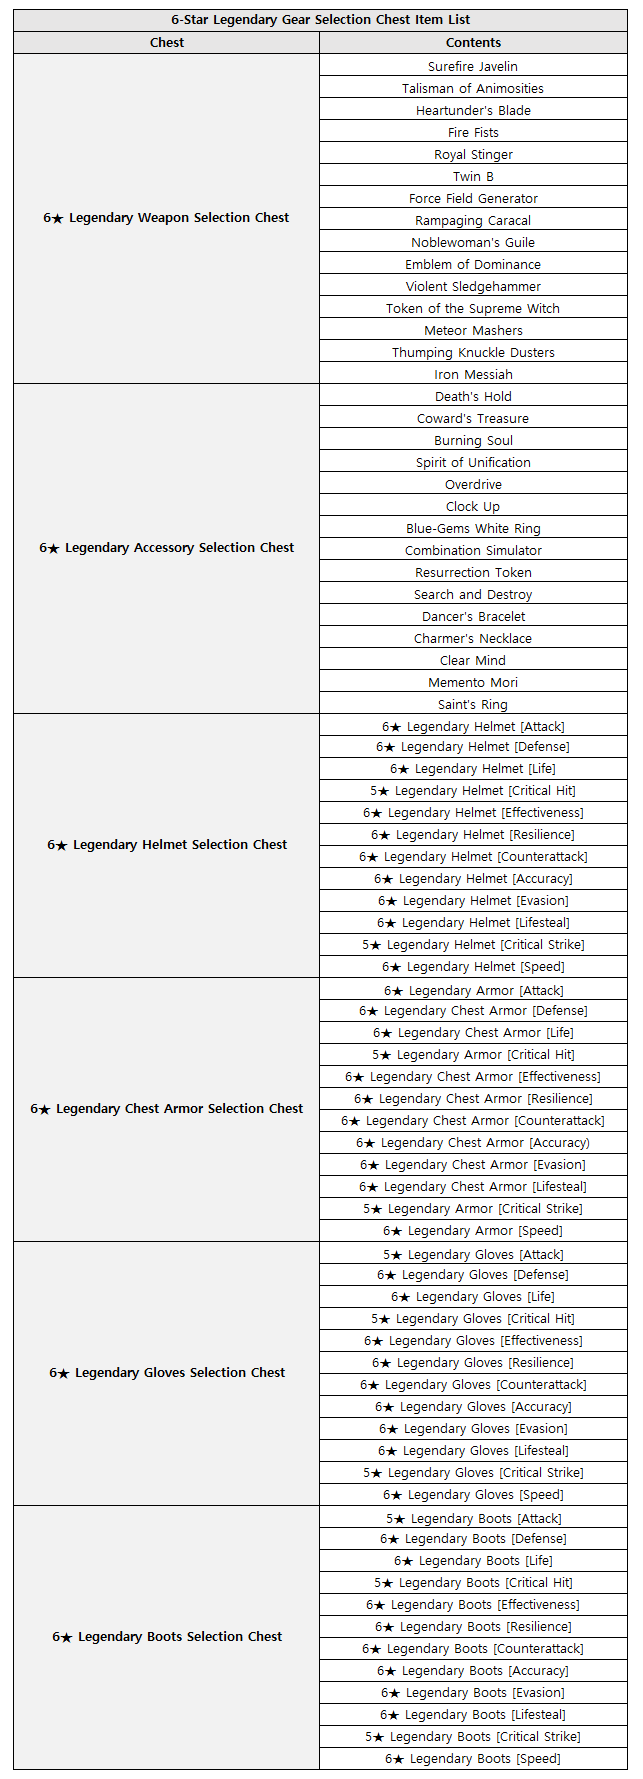 6-Star Legendary Gear Selection Chest Item List
Chest Contents
6★ Legendary Weapon Selection Chest
Surefire Javelin
Talisman of Animosities
Heartunder's Blade
Fire Fists
Royal Stinger
Twin B
Force Field Generator
Rampaging Caracal
Noblewoman's Guile
Emblem of Dominance
Violent Sledgehammer
Token of the Supreme Witch
Meteor Mashers
Thumping Knuckle Dusters
Iron Messiah
6★ Legendary Accessory Selection Chest
Death's Hold
Coward's Treasure
Burning Soul
Spirit of Unification
Overdrive
Clock Up
Blue-Gems White Ring
Combination Simulator
Resurrection Token
Search and Destroy
Dancer's Bracelet
Charmer's Necklace
Clear Mind
Memento Mori
Saint's Ring
6★ Legendary Helmet Selection Chest
6★ Legendary Helmet [Attack]
6★ Legendary Helmet [Defense]
6★ Legendary Helmet [Life]
5★ Legendary Helmet [Critical Hit]
6★ Legendary Helmet [Effectiveness]
6★ Legendary Helmet [Resilience]
6★ Legendary Helmet [Counterattack]
6★ Legendary Helmet [Accuracy]
6★ Legendary Helmet [Evasion]
6★ Legendary Helmet [Lifesteal]
5★ Legendary Helmet [Critical Strike]
6★ Legendary Helmet [Speed]
6★ Legendary Chest Armor Selection Chest
6★ Legendary Armor [Attack]
6★ Legendary Chest Armor [Defense]
6★ Legendary Chest Armor [Life]
5★ Legendary Armor [Critical Hit]
6★ Legendary Chest Armor [Effectiveness]
6★ Legendary Chest Armor [Resilience]
6★ Legendary Chest Armor [Counterattack]
6★ Legendary Chest Armor [Accuracy)
6★ Legendary Chest Armor [Evasion]
6★ Legendary Chest Armor [Lifesteal]
5★ Legendary Armor [Critical Strike]
6★ Legendary Armor [Speed]
6★ Legendary Gloves Selection Chest
5★ Legendary Gloves [Attack]
6★ Legendary Gloves [Defense]
6★ Legendary Gloves [Life]
5★ Legendary Gloves [Critical Hit]
6★ Legendary Gloves [Effectiveness]
6★ Legendary Gloves [Resilience]
6★ Legendary Gloves [Counterattack]
6★ Legendary Gloves [Accuracy]
6★ Legendary Gloves [Evasion]
6★ Legendary Gloves [Lifesteal]
5★ Legendary Gloves [Critical Strike]
6★ Legendary Gloves [Speed]
6★ Legendary Boots Selection Chest
5★ Legendary Boots [Attack]
6★ Legendary Boots [Defense]
6★ Legendary Boots [Life]
5★ Legendary Boots [Critical Hit]
6★ Legendary Boots [Effectiveness]
6★ Legendary Boots [Resilience]
6★ Legendary Boots [Counterattack]
6★ Legendary Boots [Accuracy]
6★ Legendary Boots [Evasion]
6★ Legendary Boots [Lifesteal]
5★ Legendary Boots [Critical Strike]
6★ Legendary Boots [Speed]